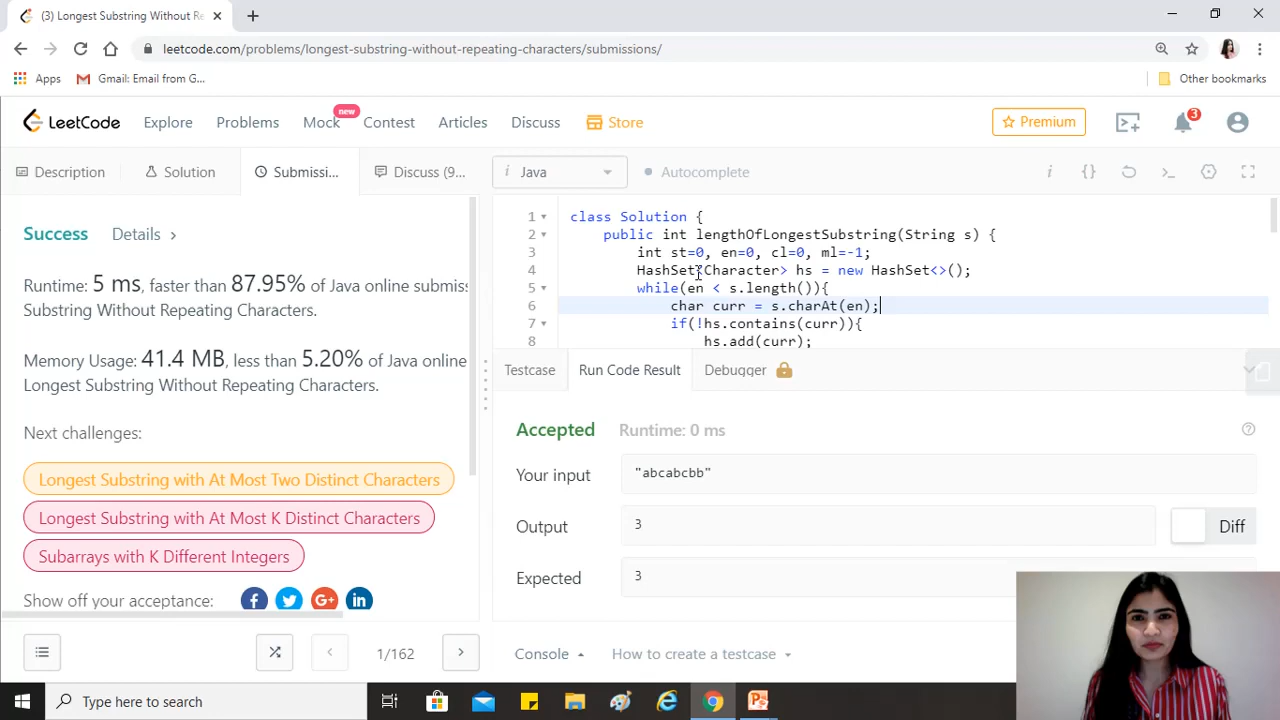 (3) Longest Substring Without Re
leetcode.com/problems/longest-substring-without-repeating-characters/submissions/
Apps
Gmail: Email from G...
Other bookmarks
LeetCode
Explore
Problems
Mock
new
Contest
Articles
Discuss
Store
Premium
3
Description
Solution
Submissi...
Discuss (9...
i Java
Autocomplete
i
{}
Success
Details >
Runtime: 5 ms, faster than 87.95% of Java online submis
Substring Without Repeating Characters.
Memory Usage: 41.4 MB, less than 5.20% of Java online
Longest Substring Without Repeating Characters.
Next challenges:
Longest Substring with At Most Two Distinct Characters
Longest Substring with At Most K Distinct Characters
Subarrays with K Different Integers
Show off your acceptance:
f
G+
in
1/162
1 class Solution {
2 public int lengthOfLongestSubstring(String s) {
3 int st=0, en=0, cl=0, ml=-1;
4 HashSet<Character> hs = new HashSet<>();
5 while(en < s.length()){
6 char curr = s.charAt(en);
7 if(!hs.contains(curr)){
8 hs.add(curr);
Testcase
Run Code Result
Debugger
Accepted
Runtime: 0 ms
Your input
"abcabcbb"
Output
3
Diff
Expected
3
Console
How to create a testcase
Type here to search